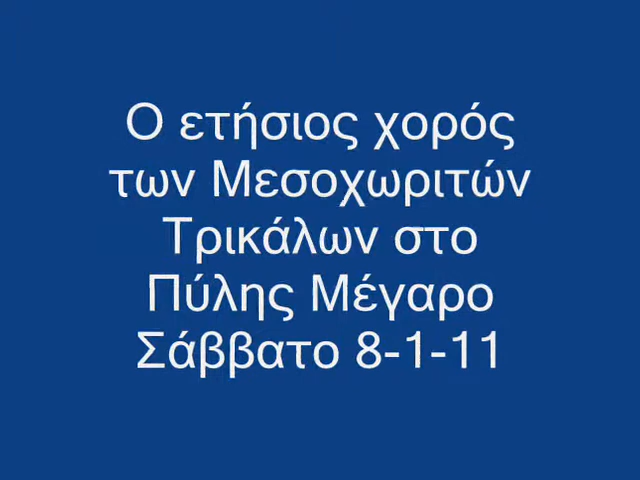 Ο ετήσιος χορός
των Μεσοχωριτών
Τρικάλων στο
Πύλης Μέγαρο
Σάββατο 8-1-11